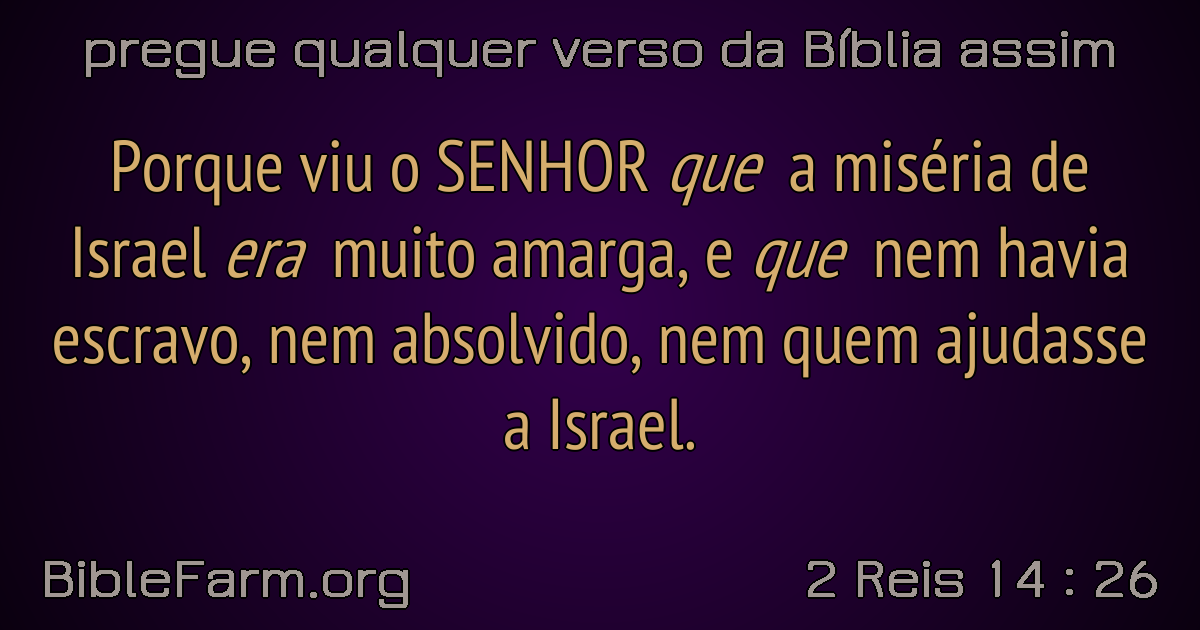 pregue qualquer verso da Bíblia assim
Porque viu o SENHOR que a miséria de
Israel era muito amarga, e que nem havia
escravo, nem absolvido, nem quem ajudasse
a Israel.
BibleFarm.org
2 Reis 14 : 26